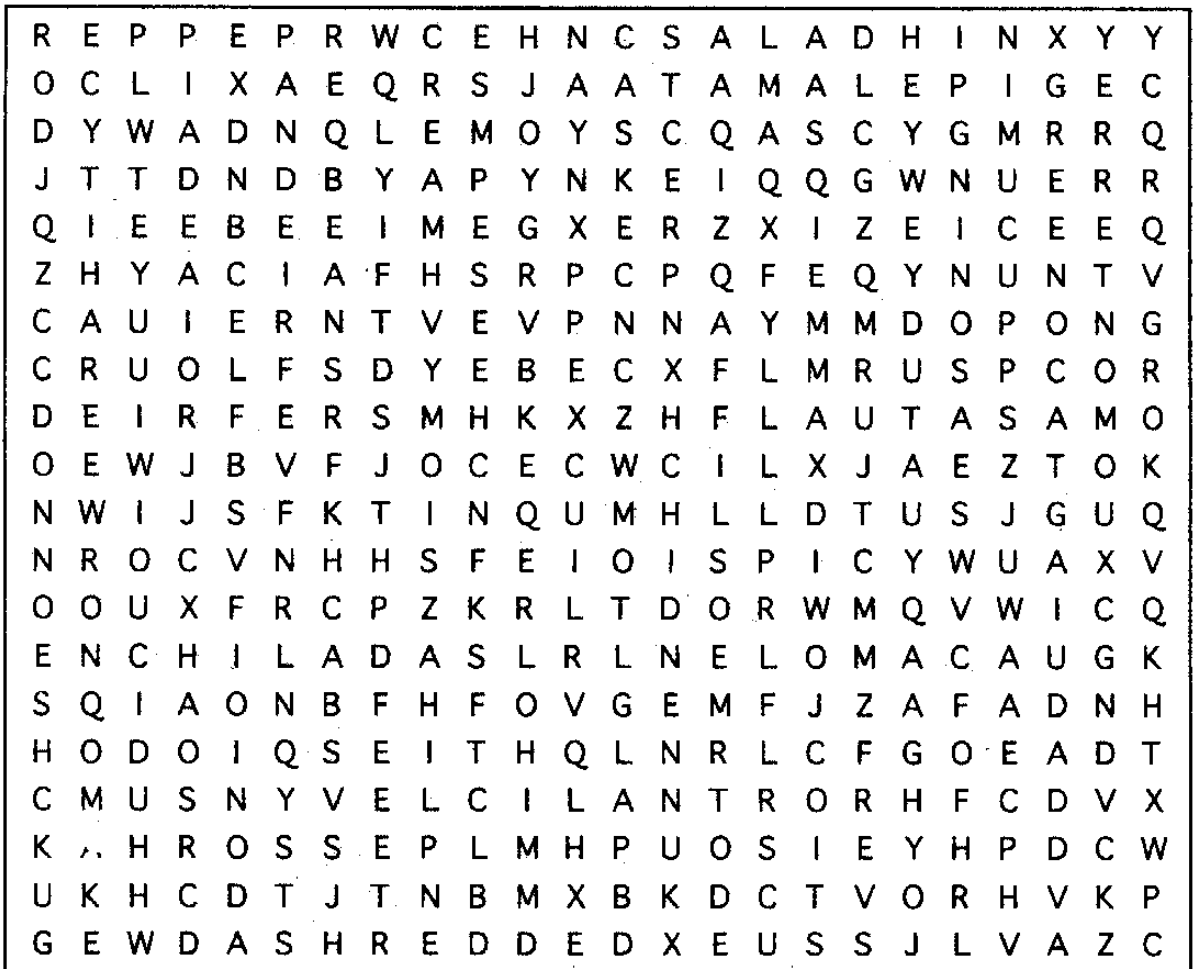 R E P P E P R W C E H N C S A L A D H I N X Y Y
O C L I X A E Q R S J A A T A M A L E P I G E C
D Y W A D N Q L E M O Y S C Q A S C Y G M R R Q
J T T D N D B Y A P Y N K E I Q Q G W N U E R R
Q I E E B E E I M E G X E R Z X I Z E I C E E Q
Z H Y A C I A F H S R P C P Q F E Q Y N U N T V
C A U I E R N T V E V P N N A Y M M D O P O N G
C R U O L F S D Y E B E C X F L M R U S P C O R
D E I R F E R S M H K X Z H F L A U T A S A M O
O E W J B V F J O C E C W C I L X J A E Z T O K
N W I J S F K T I N Q U M H L L D T U S J G U Q
N R O C V N H H S F E I O I S P I C Y W U A X V
O O U X F R C P Z K R L T D O R W M Q V W I C Q
E N C H I L A D A S L R L N E L O M A C A U G K
S Q I A O N B F H F O V G E M F J Z A F A D N H
H O D O I Q S E I T H Q L N R L C F G O E A D T
C M U S N Y V E L C I L A N T R O R H F C D V X
K H R O S S E P L M H P U O S I E Y H P D C W
U K H C D T J T N B M X B K D C T V O R H V K P
G E W D A S H R E D D E D X E U S S J L V A Z C